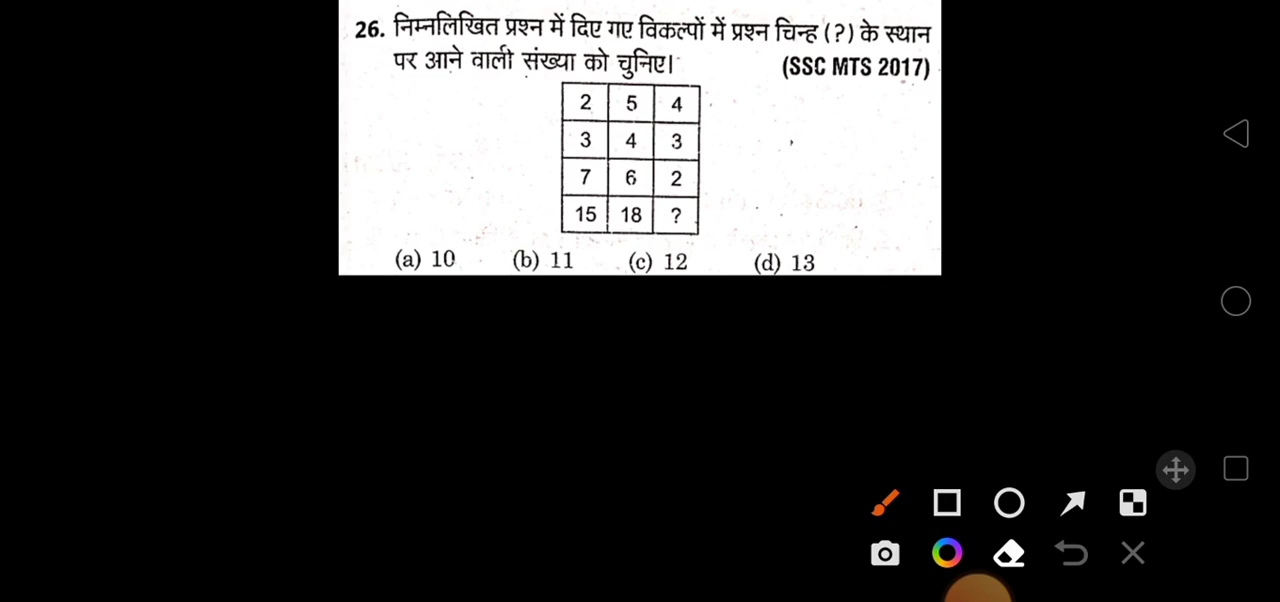 26. निम्नलिखित प्रश्न में दिए गए विकल्पों में प्रश्न चिन्ह (?) के स्थान
पर आने वाली संख्या को चुनिए।
(SSC MTS 2017)
2 5 4
3 4 3
7 6 2
15 18 ?
(a) 10 (b) 11 (c) 12 (d) 13